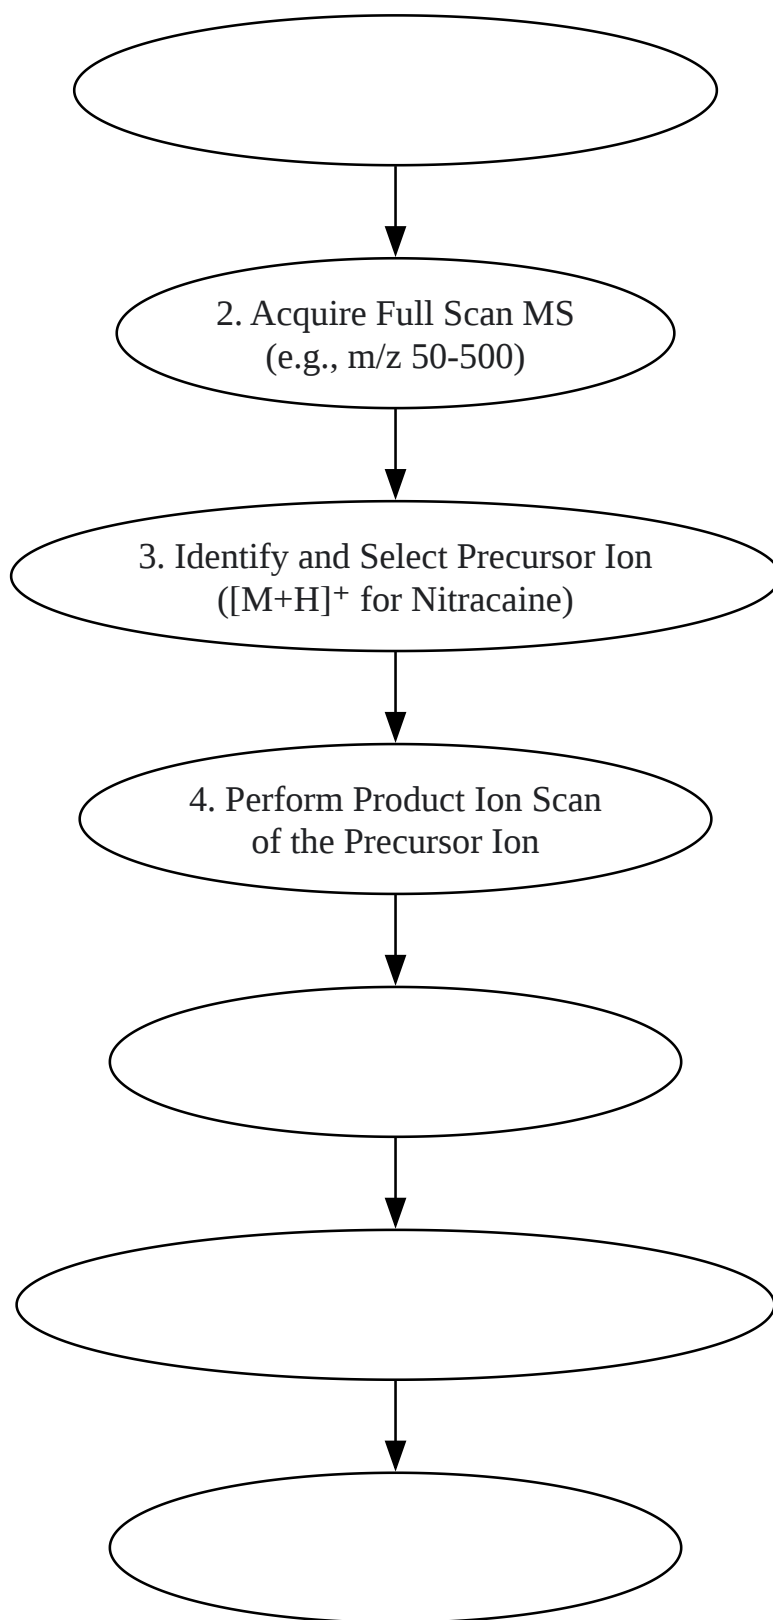 2. Acquire Full Scan MS
(e.g., m/z 50-500)
3. Identify and Select Precursor Ion
([M+H]⁺ for Nitracaine)
4. Perform Product Ion Scan
of the Precursor Ion